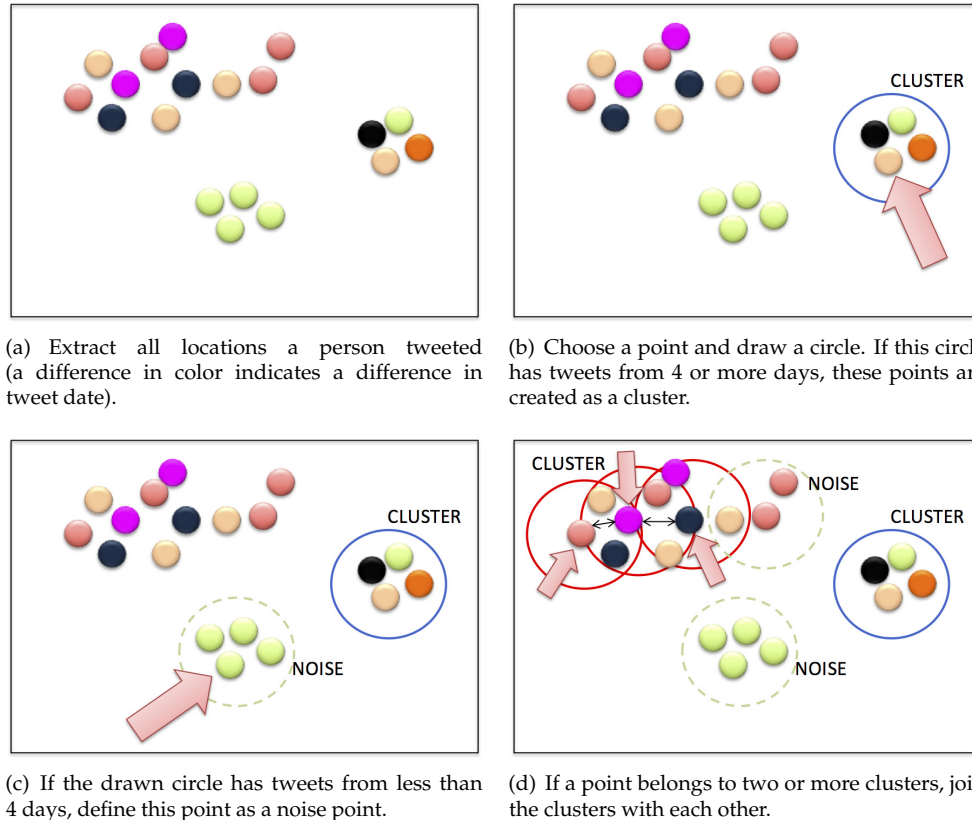 CLUSTER
(a) Extract all locations a person tweeted
(a difference in color indicates a difference in
tweet date).
(b) Choose a point and draw a circle. If this circl
has tweets from 4 or more days, these points ar
created as a cluster.
CLUSTER
NOISE
CLUSTER
NOISE
CLUSTER
NOISE
(c) If the drawn circle has tweets from less than
4 days, define this point as a noise point.
(d) If a point belongs to two or more clusters, joi
the clusters with each other.